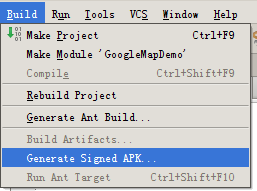 Build Run Tools VCS Window Help
Make Project Ctrl+F9
Make Module 'GoogleMapDemo'
Compile Ctrl+Shift+F9
Rebuild Project
Generate Ant Build...
Build Artifacts...
Generate Signed APK...
Run Ant Target Ctrl+Shift+F10